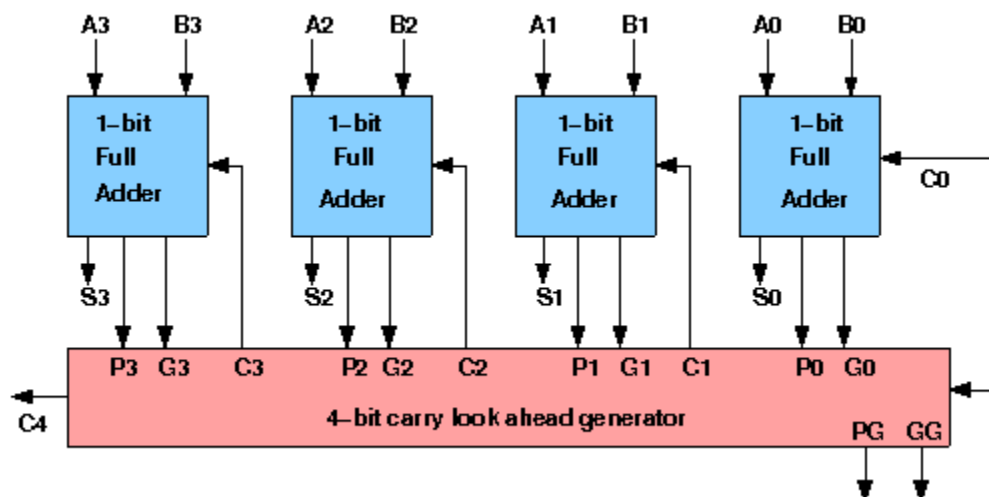 A3 B3 A2 B2 A1 B1 A0 B0
1-bit Full Adder
1-bit Full Adder
1-bit Full Adder
1-bit Full Adder
C0
S3 S2 S1 S0
P3 G3 C3 P2 G2 C2 P1 G1 C1 P0 G0
C4
4-bit carry look ahead generator
PG GG